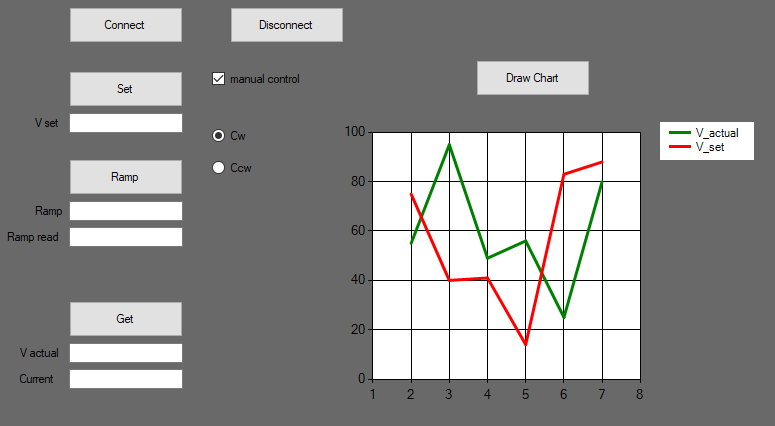 Connect
Disconnect
Set
manual control
Draw Chart
V set
Cw
Ccw
Ramp
Ramp
Ramp read
Get
V actual
Current
100
80
60
40
20
0
1 2 3 4 5 6 7 8
V_actual
V_set